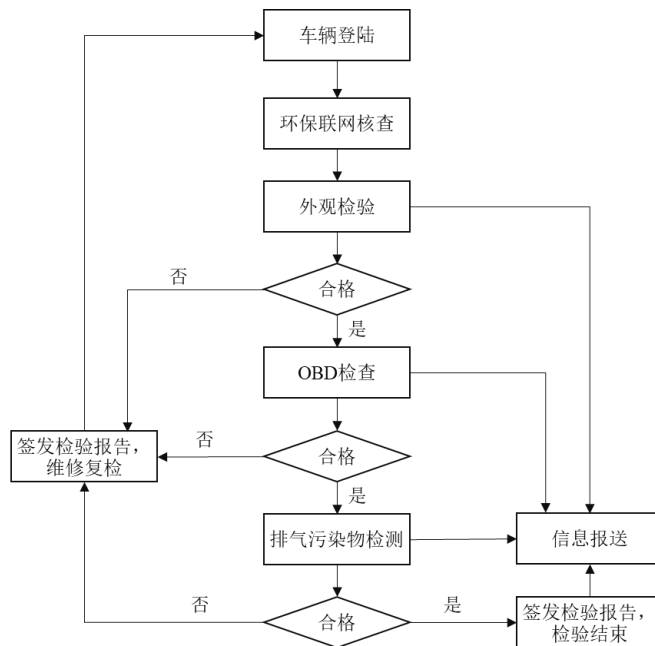 车辆登陆
环保联网核查
外观检验
否
合格
是
OBD检查
签发检验报告，
维修复检
否
合格
是
排气污染物检测
信息报送
否
合格
是
签发检验报告，
检验结束